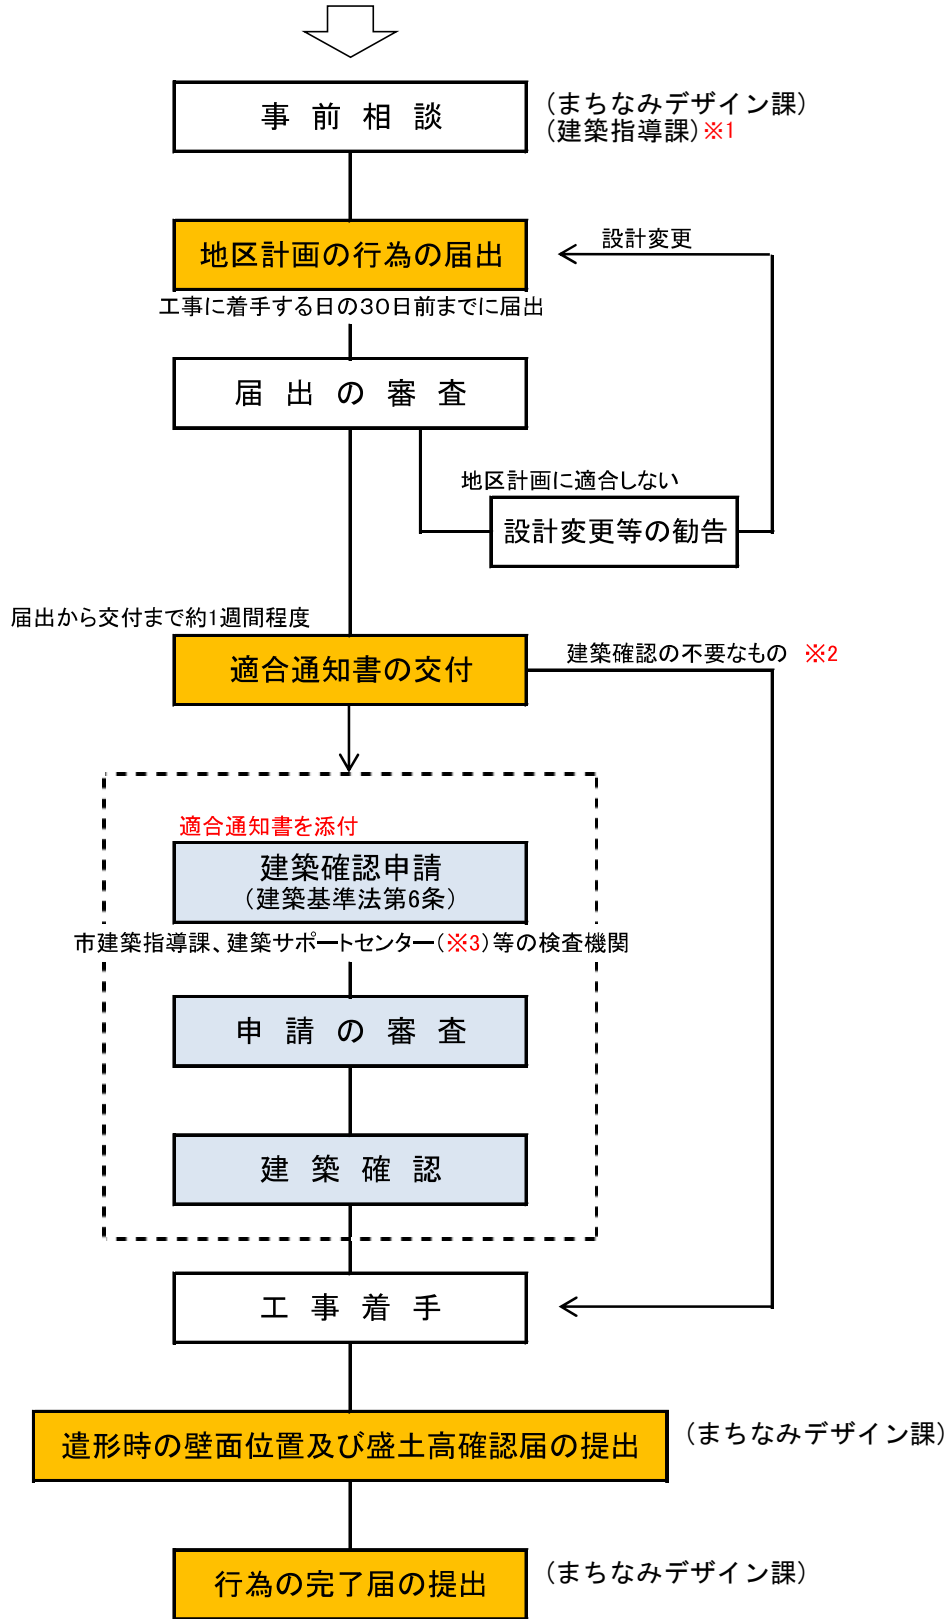 事前相談
(まちなみデザイン課)
(建築指導課)※1
地区計画の行為の届出
設計変更
工事に着手する日の30日前までに届出
届出の審査
地区計画に適合しない
設計変更等の勧告
届出から交付まで約1週間程度
適合通知書の交付
建築確認の不要なもの ※2
適合通知書を添付
建築確認申請
(建築基準法第6条)
市建築指導課、建築サポートセンター(※3)等の検査機関
申請の審査
建築確認
工事着手
遣形時の壁面位置及び盛土高確認届の提出
(まちなみデザイン課)
行為の完了届の提出
(まちなみデザイン課)